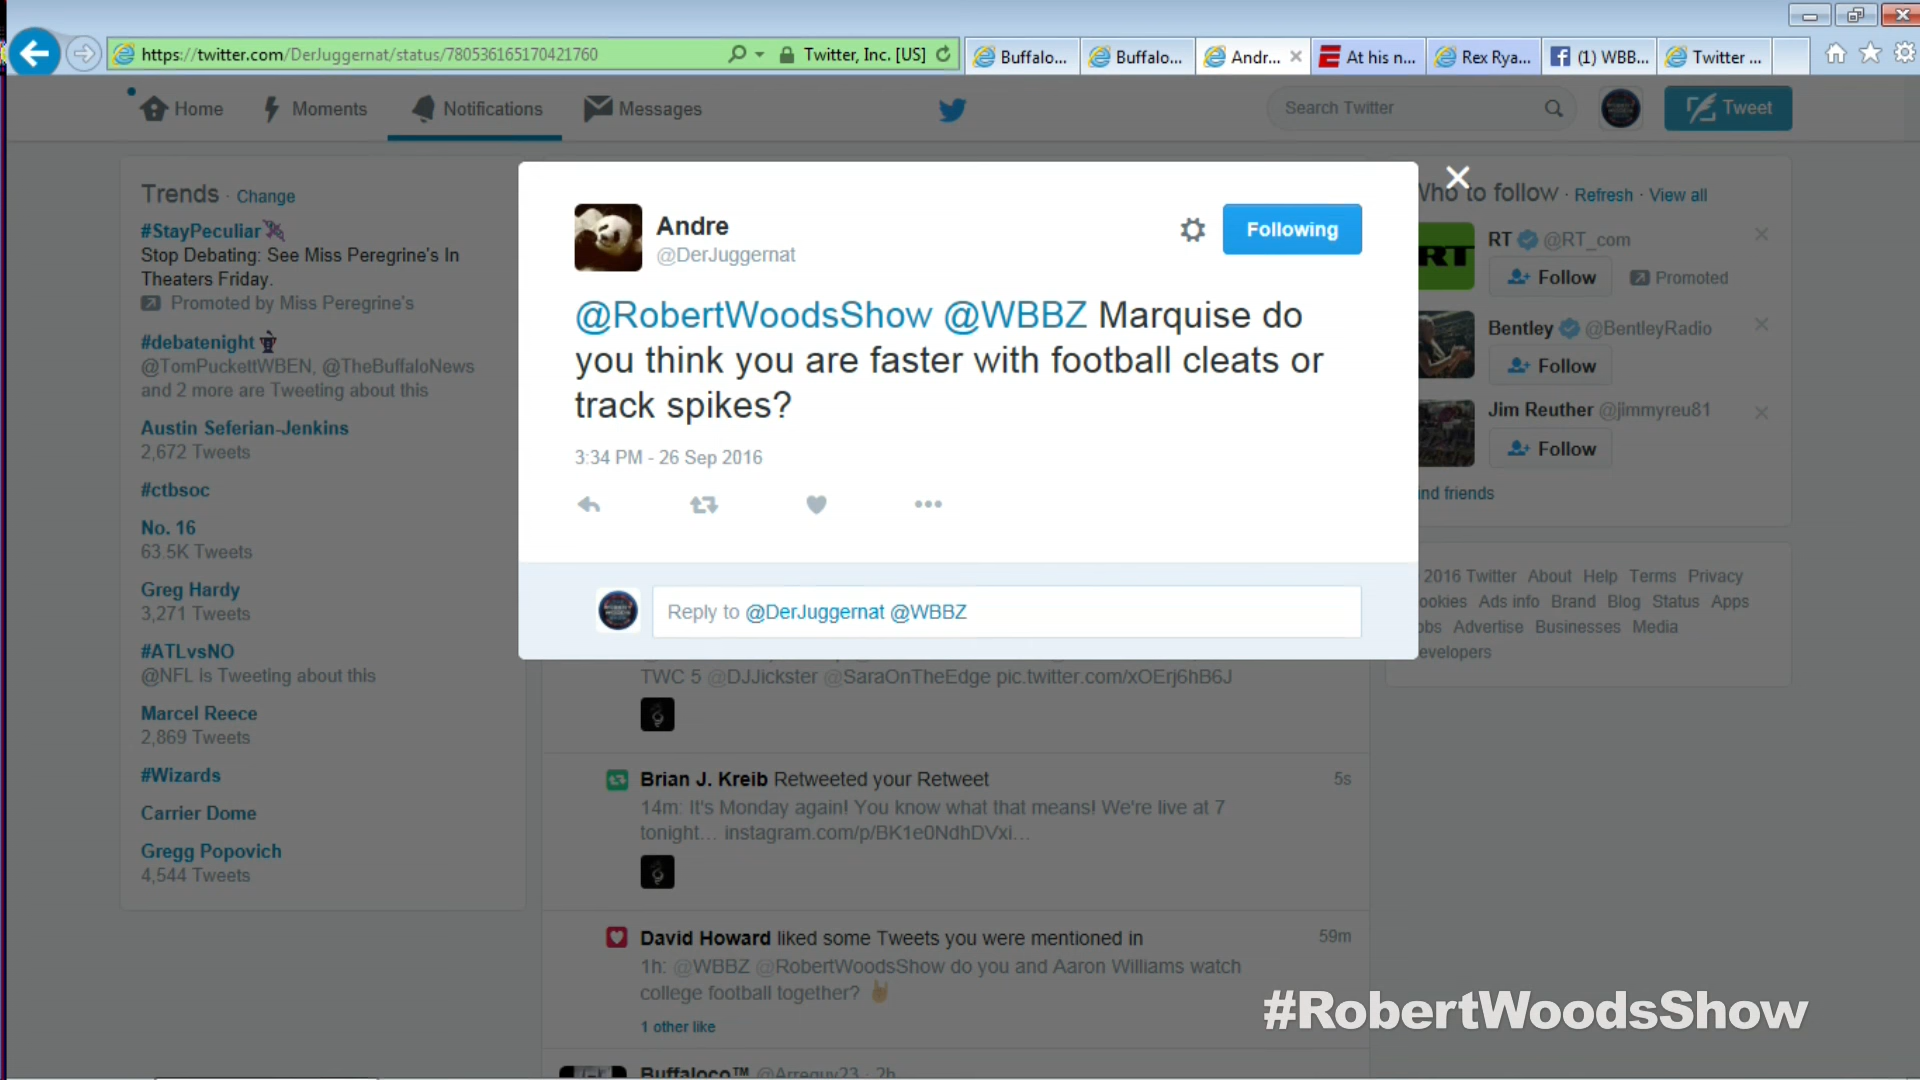 https://twitter.com/DerJuggernat/status/780536165170421760
Twitter, Inc. [US]
Buffalo...
Buffalo...
Andr...
At his n...
Rex Rya...
(1) WBB...
Twitter ...
Home
Moments
Notifications
Messages
Search Twitter
Tweet
Trends · Change
#StayPeculiar
Stop Debating: See Miss Peregrine's In
Theaters Friday.
Promoted by Miss Peregrine's
#debatenight
@TomPuckettWBEN, @TheBuffaloNews
and 2 more are Tweeting about this
Austin Seferian-Jenkins
2,672 Tweets
#ctbsoc
No. 16
63.5K Tweets
Greg Hardy
3,271 Tweets
#ATLvsNO
@NFL is Tweeting about this
Marcel Reece
2,869 Tweets
#Wizards
Carrier Dome
Gregg Popovich
4,544 Tweets
Andre
@DerJuggernat
Following
@RobertWoodsShow @WBBZ Marquise do
you think you are faster with football cleats or
track spikes?
3:34 PM - 26 Sep 2016
Reply to @DerJuggernat @WBBZ
TWC 5 @DJJickster @SaraOnTheEdge pic.twitter.com/xOErj6hB6J
Brian J. Kreib Retweeted your Retweet
5s
14m: It's Monday again! You know what that means! We're live at 7
tonight… instagram.com/p/BK1e0NdhDVxi…
David Howard liked some Tweets you were mentioned in
59m
1h: @WBBZ @RobertWoodsShow do you and Aaron Williams watch
college football together?
1 other like
Buffaloco™ @Arreguy23 · 2h
Who to follow · Refresh · View all
RT @RT_com
Follow
Promoted
Bentley @BentleyRadio
Follow
Jim Reuther @jimmyreu81
Follow
ind friends
2016 Twitter About Help Terms Privacy
ookies Ads info Brand Blog Status Apps
obs Advertise Businesses Media
evelopers
#RobertWoodsShow